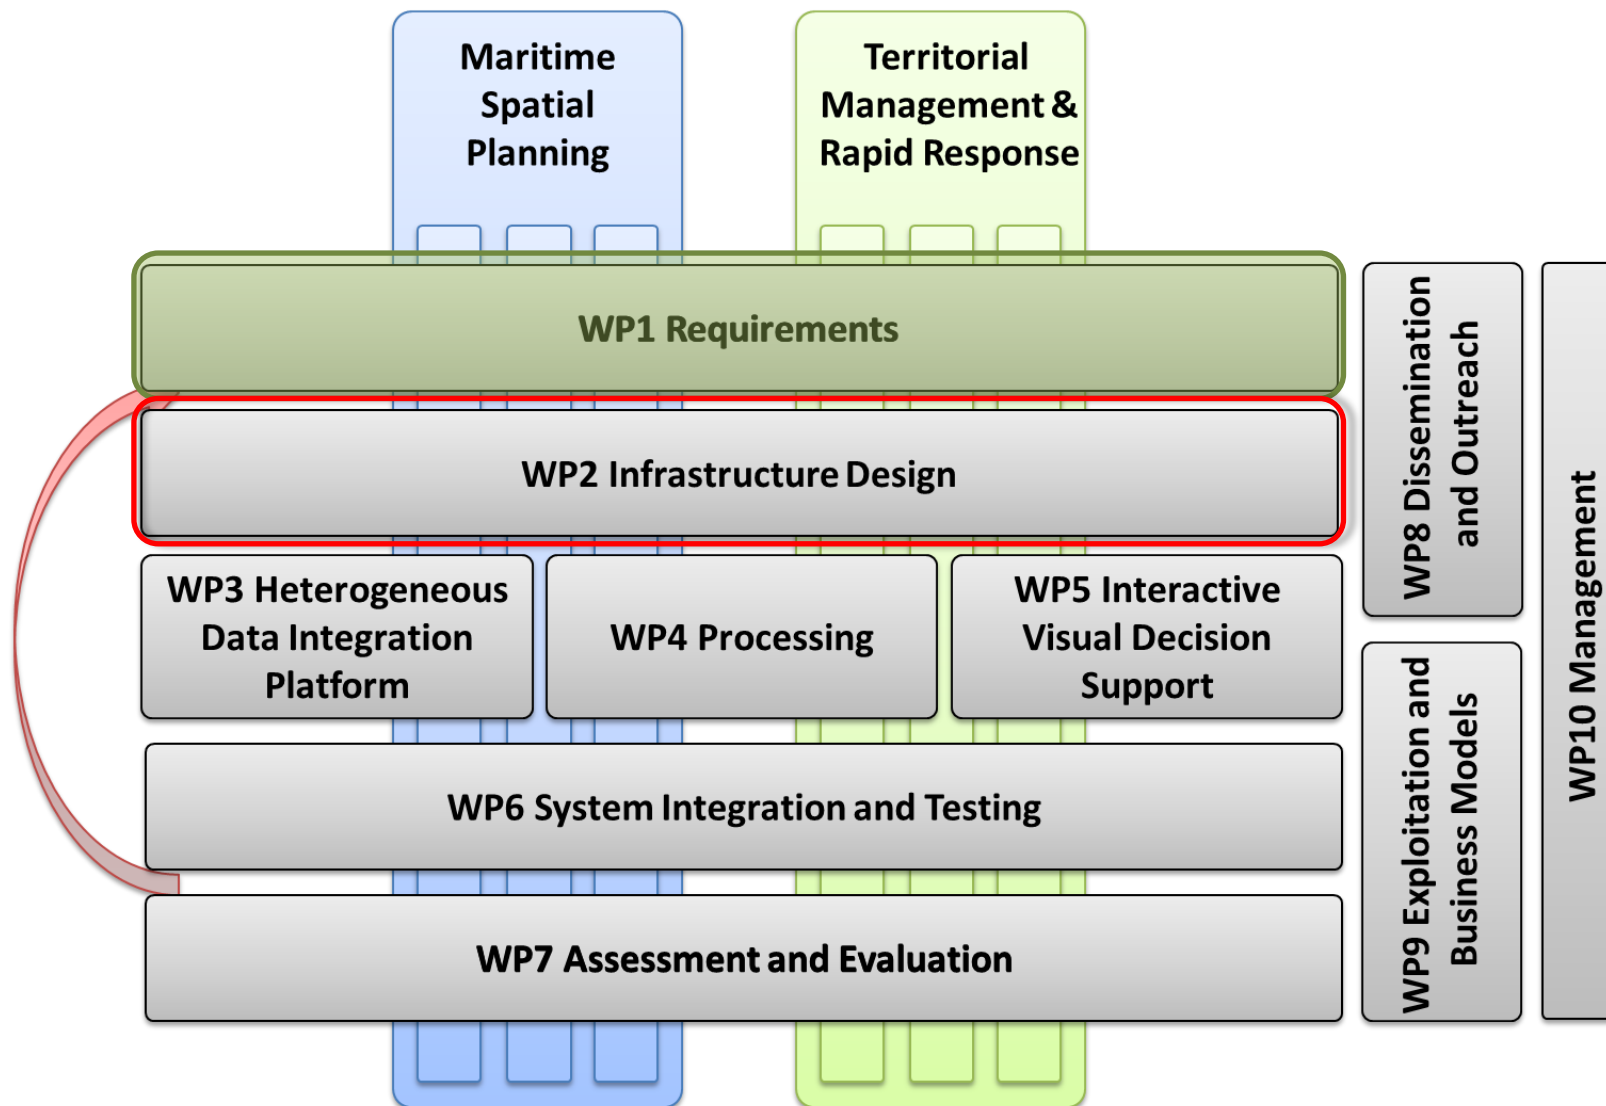 Maritime
Spatial
Planning
Territorial
Management &
Rapid Response
WP1 Requirements
WP2 Infrastructure Design
WP3 Heterogeneous
Data Integration
Platform
WP4 Processing
WP5 Interactive
Visual Decision
Support
WP6 System Integration and Testing
WP7 Assessment and Evaluation
WP8 Dissemination
and Outreach
WP9 Exploitation and
Business Models
WP10 Management